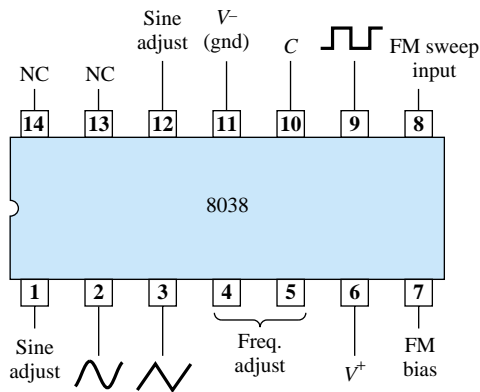 Sine
adjust
V–
(gnd)
C
FM sweep
input
NC
NC
14
13
12
11
10
9
8
8038
1
2
3
4
5
6
7
Sine
adjust
Freq.
adjust
V+
FM
bias